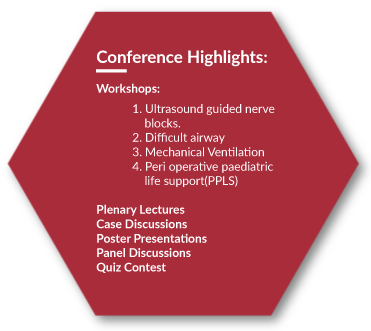 Conference Highlights:
Workshops:
1. Ultrasound guided nerve
blocks.
2. Difficult airway
3. Mechanical Ventilation
4. Peri operative paediatric
life support(PPLS)
Plenary Lectures
Case Discussions
Poster Presentations
Panel Discussions
Quiz Contest